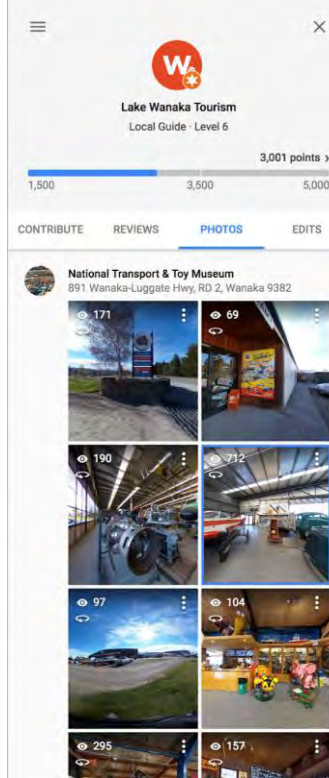 W
Lake Wanaka Tourism
Local Guide · Level 6
3,001 points ›
1,500 3,500 5,000
CONTRIBUTE REVIEWS PHOTOS EDITS
National Transport & Toy Museum
891 Wanaka-Luggate Hwy, RD 2, Wanaka 9382
171 69
190 712
97 104
295 157